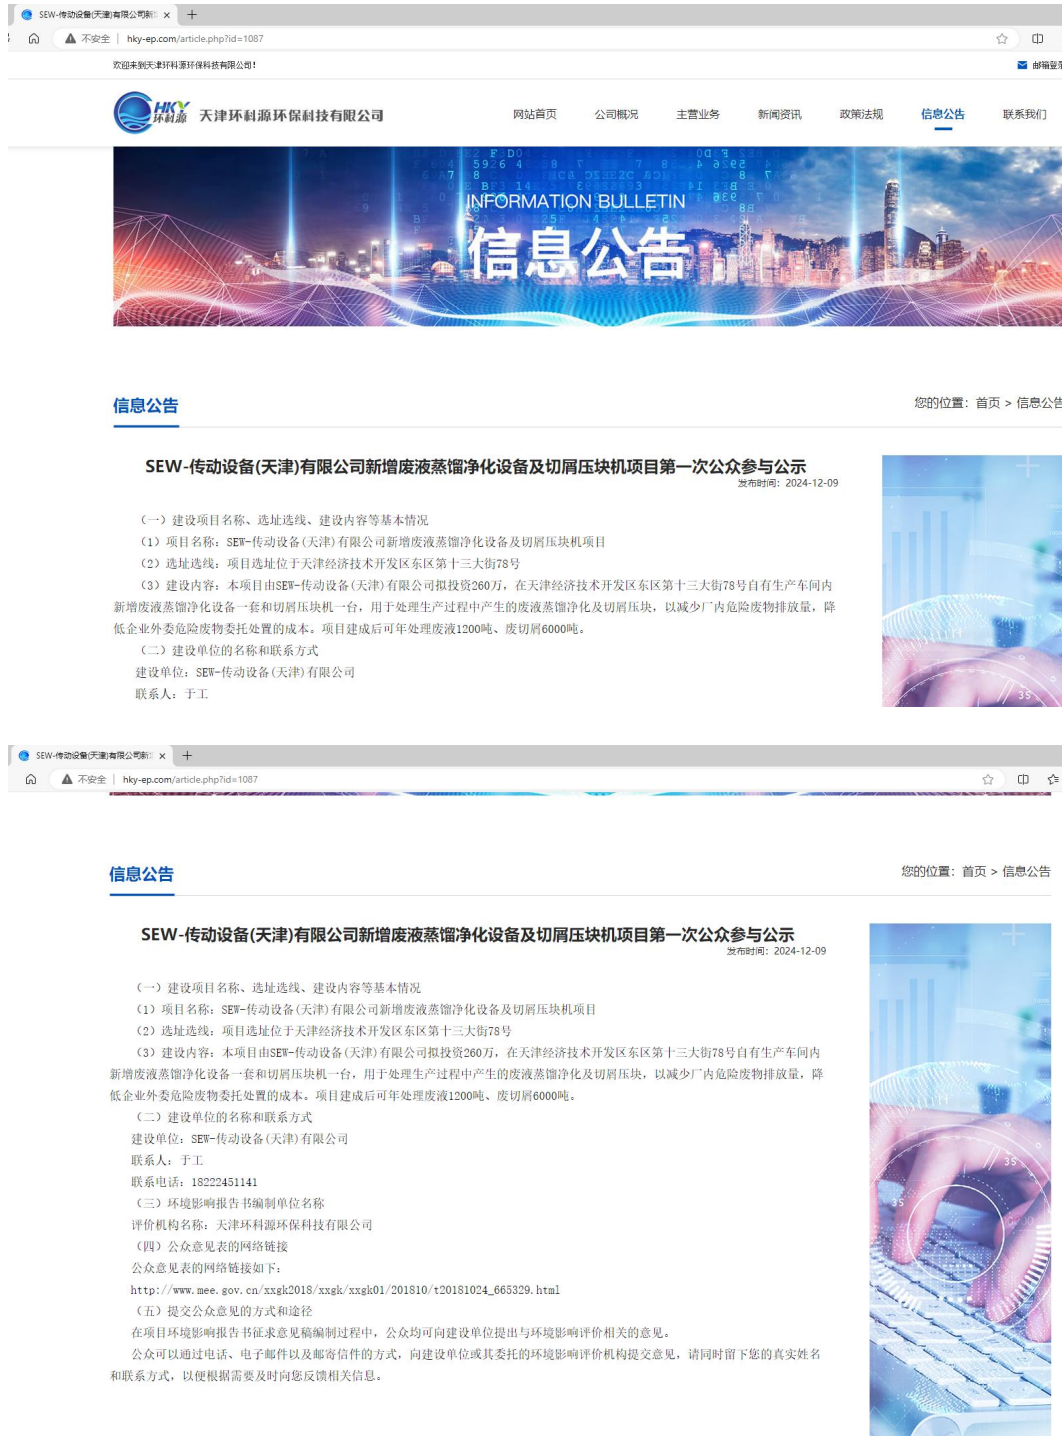 SEW-传动设备(天津)有限公司新
不安全 | hky-ep.com/article.php?id=1087
欢迎来到天津环科源环保科技有限公司！
邮箱登录
HKY
环科源
天津环科源环保科技有限公司
网站首页 公司概况 主营业务 新闻资讯 政策法规 信息公告 联系我们
INFORMATION BULLETIN
信息公告
信息公告
您的位置：首页 > 信息公告
SEW-传动设备(天津)有限公司新增废液蒸馏净化设备及切屑压块机项目第一次公众参与公示
发布时间：2024-12-09
（一）建设项目名称、选址选线、建设内容等基本情况
（1）项目名称：SEW-传动设备(天津)有限公司新增废液蒸馏净化设备及切屑压块机项目
（2）选址选线：项目选址位于天津经济技术开发区东区第十三大街78号
（3）建设内容：本项目由SEW-传动设备(天津)有限公司拟投资260万，在天津经济技术开发区东区第十三大街78号自有生产车间内
新增废液蒸馏净化设备一套和切屑压块机一台，用于处理生产过程中产生的废液蒸馏净化及切屑压块，以减少厂内危险废物排放量，降
低企业外委危险废物委托处置的成本。项目建成后可年处理废液1200吨、废切屑6000吨。
（二）建设单位的名称和联系方式
建设单位：SEW-传动设备(天津)有限公司
联系人：于工
SEW-传动设备(天津)有限公司新
不安全 | hky-ep.com/article.php?id=1087
信息公告
您的位置：首页 > 信息公告
SEW-传动设备(天津)有限公司新增废液蒸馏净化设备及切屑压块机项目第一次公众参与公示
发布时间：2024-12-09
（一）建设项目名称、选址选线、建设内容等基本情况
（1）项目名称：SEW-传动设备(天津)有限公司新增废液蒸馏净化设备及切屑压块机项目
（2）选址选线：项目选址位于天津经济技术开发区东区第十三大街78号
（3）建设内容：本项目由SEW-传动设备(天津)有限公司拟投资260万，在天津经济技术开发区东区第十三大街78号自有生产车间内
新增废液蒸馏净化设备一套和切屑压块机一台，用于处理生产过程中产生的废液蒸馏净化及切屑压块，以减少厂内危险废物排放量，降
低企业外委危险废物委托处置的成本。项目建成后可年处理废液1200吨、废切屑6000吨。
（二）建设单位的名称和联系方式
建设单位：SEW-传动设备(天津)有限公司
联系人：于工
联系电话：18222451141
（三）环境影响报告书编制单位名称
评价机构名称：天津环科源环保科技有限公司
（四）公众意见表的网络链接
公众意见表的网络链接如下：
http://www.mee.gov.cn/xxgk2018/xxgk/xxgk01/201810/t20181024_665329.html
（五）提交公众意见的方式和途径
在项目环境影响报告书征求意见稿编制过程中，公众均可向建设单位提出与环境影响评价相关的意见。
公众可以通过电话、电子邮件以及邮寄信件的方式，向建设单位或其委托的环境影响评价机构提交意见，请同时留下您的真实姓名
和联系方式，以便根据需要及时向您反馈相关信息。